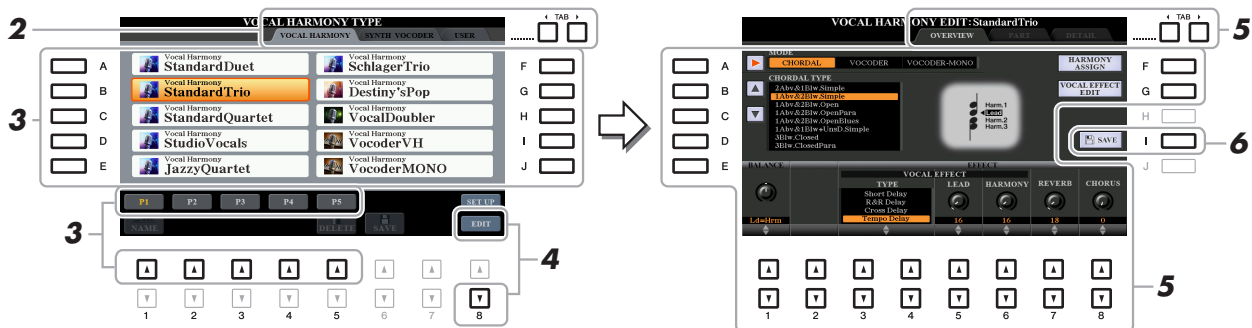 2
VOCAL HARMONY TYPE
VOCAL HARMONY SYNTH VOCODER USER
TAB
A
B
C
D
E
3
Vocal Harmony
StandardDuet
Vocal Harmony
StandardTrio
Vocal Harmony
StandardQuartet
Vocal Harmony
StudioVocals
Vocal Harmony
JazzyQuartet
Vocal Harmony
SchlagerTrio
Vocal Harmony
Destiny'sPop
Vocal Harmony
VocalDoubler
Vocal Harmony
VocoderVH
Vocal Harmony
VocoderMONO
F
G
H
I
J
P1 P2 P3 P4 P5 SET UP
NAME DELETE SAVE EDIT
3
4
1 2 3 4 5 6 7 8
VOCAL HARMONY EDIT:StandardTrio
OVERVIEW PART DETAIL
TAB
5
A
B
C
D
E
MODE
CHORDAL VOCODER VOCODER-MONO
HARMONY
ASSIGN
CHORDAL TYPE
2Abv&1Blw.Simple
1Abv&2Blw.Simple
1Abv&2Blw.Open
1Abv&2Blw.OpenPara
1Abv&2Blw.OpenBlues
1Abv&1Blw+UnsD.Simple
3Blw.Closed
3Blw.ClosedPara
Harm.1
Lead
Harm.2
Harm.3
VOCAL EFFECT
EDIT
SAVE
F
G
H
I
J
6
BALANCE EFFECT
VOCAL EFFECT
TYPE LEAD HARMONY REVERB CHORUS
Short Delay
R&R Delay
Cross Delay
Tempo Delay
Ld=Hrm 16 16 18 0
5
1 2 3 4 5 6 7 8